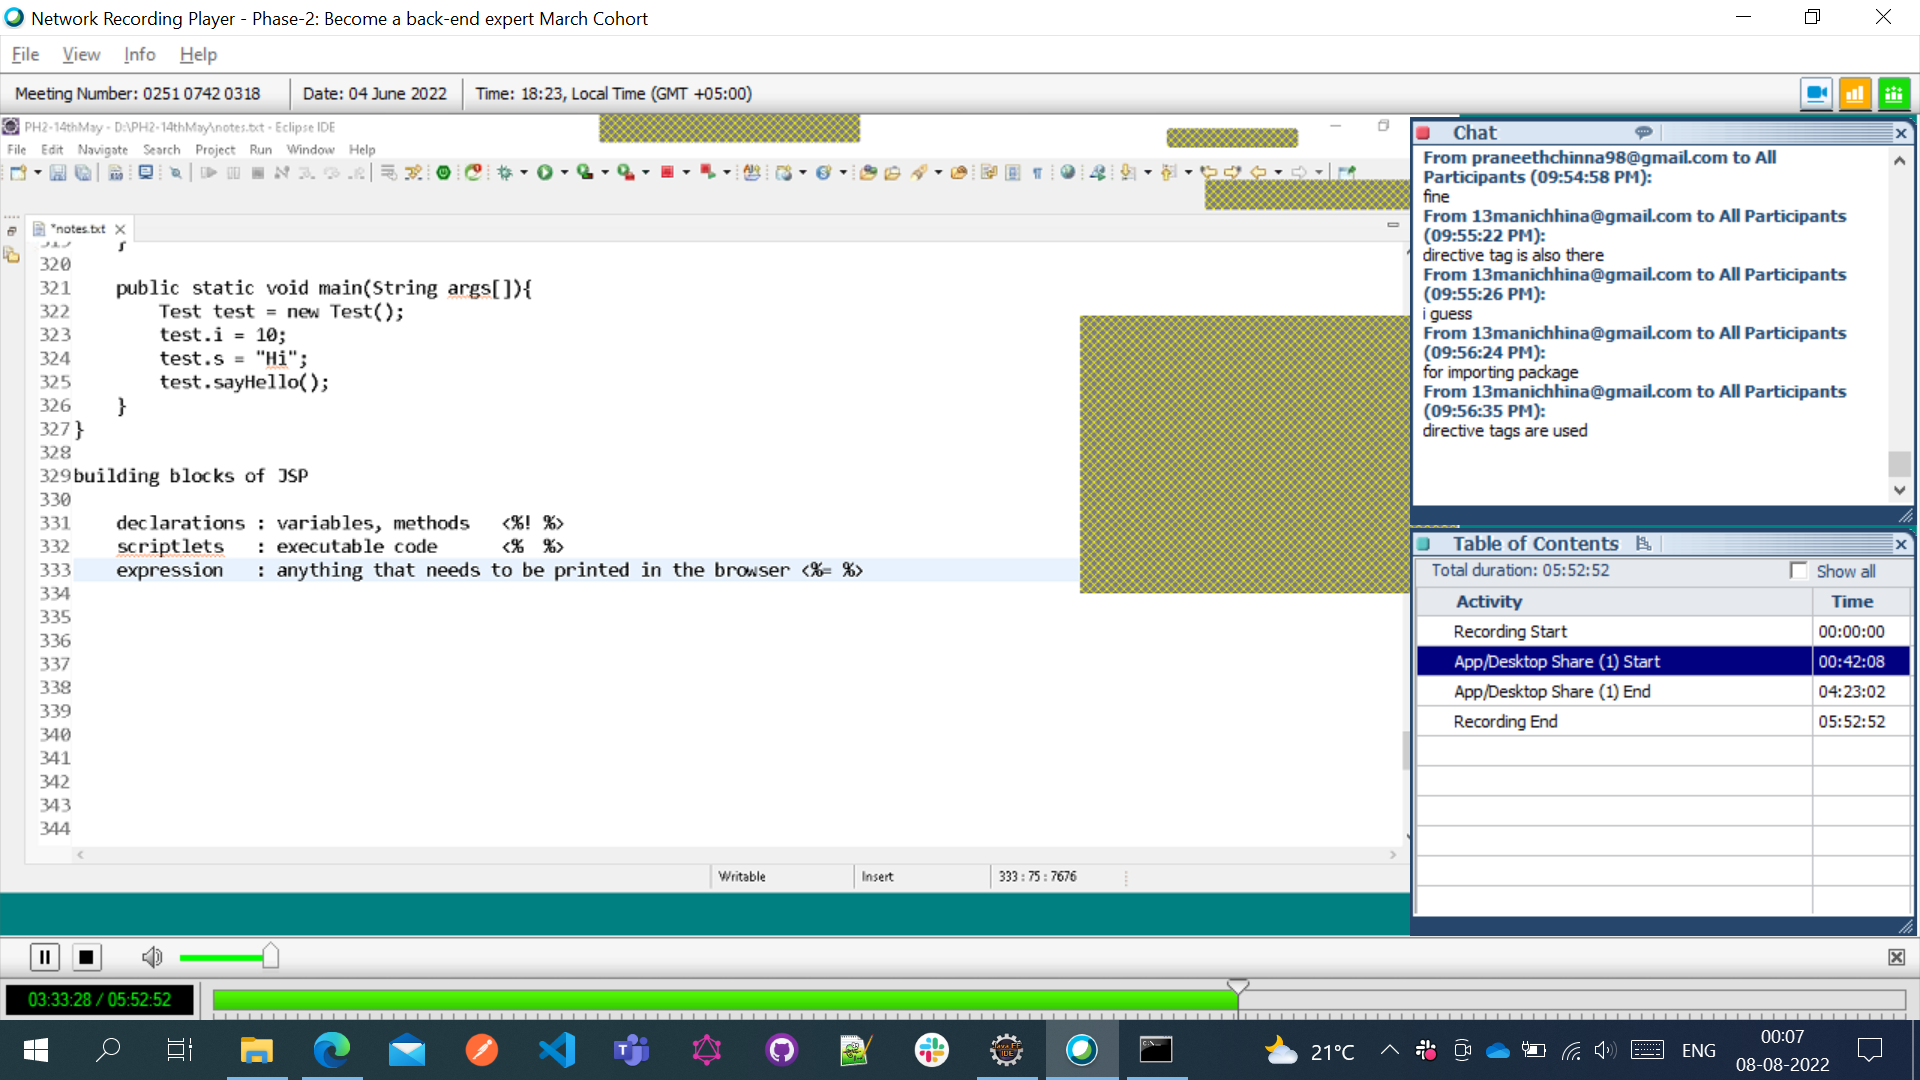 Network Recording Player - Phase-2: Become a back-end expert March Cohort
File View Info Help
Meeting Number: 0251 0742 0318 Date: 04 June 2022 Time: 18:23, Local Time (GMT +05:00)
PH2-14thMay - D:\PH2-14thMay\notes.txt - Eclipse IDE
File Edit Navigate Search Project Run Window Help
*notes.txt
319 }
320
321 public static void main(String args[]){
322 Test test = new Test();
323 test.i = 10;
324 test.s = "Hi";
325 test.sayHello();
326 }
327 }
328
329 building blocks of JSP
330
331 declarations : variables, methods <%! %>
332 scriptlets : executable code <% %>
333 expression : anything that needs to be printed in the browser <%= %>
334
335
336
337
338
339
340
341
342
343
344
Writable Insert 333 : 75 : 7676
Chat
From praneethchinna98@gmail.com to All
Participants (09:54:58 PM):
fine
From 13manichhina@gmail.com to All Participants
(09:55:22 PM):
directive tag is also there
From 13manichhina@gmail.com to All Participants
(09:55:26 PM):
i guess
From 13manichhina@gmail.com to All Participants
(09:56:24 PM):
for importing package
From 13manichhina@gmail.com to All Participants
(09:56:35 PM):
directive tags are used
Table of Contents
Total duration: 05:52:52 Show all
Activity Time
Recording Start 00:00:00
App/Desktop Share (1) Start 00:42:08
App/Desktop Share (1) End 04:23:02
Recording End 05:52:52
03:33:28 / 05:52:52
21°C ENG 00:07
08-08-2022